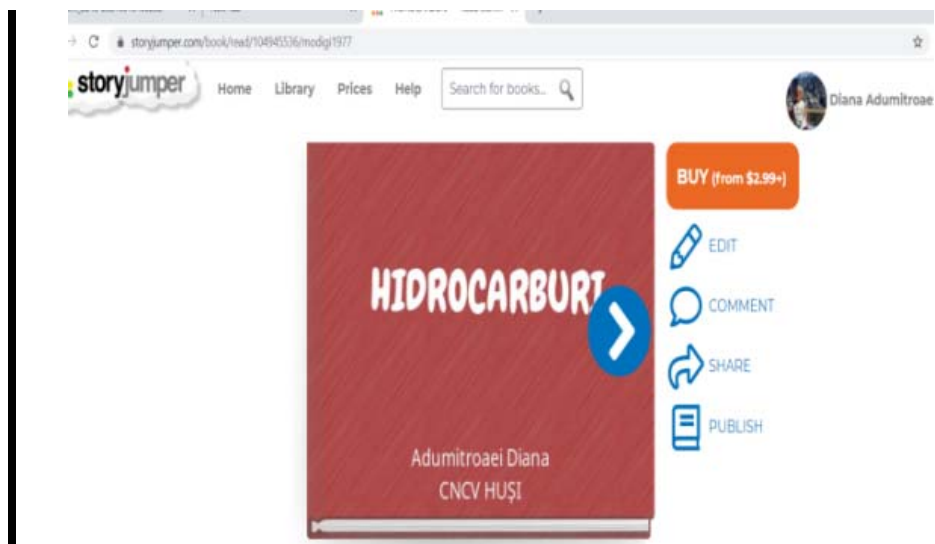 storyjumper.com/book/read/104945536/modigi1977
storyjumper Home Library Prices Help Search for books... Diana Adumitroae
BUY (from $2.99+)
EDIT
HIDROCARBURI
COMMENT
SHARE
PUBLISH
Adumitroaei Diana
CNCV HUȘI